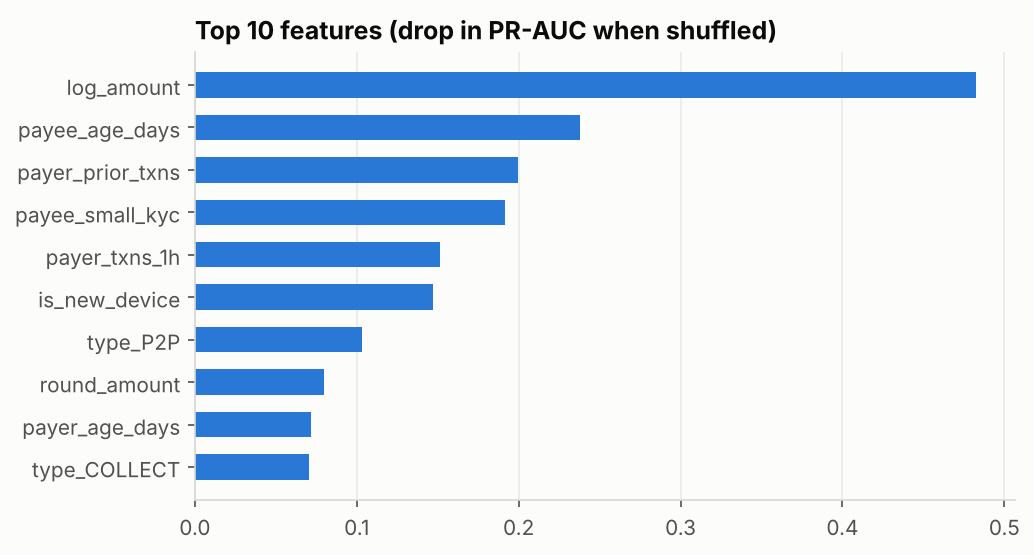 Top 10 features (drop in PR-AUC when shuffled)
log_amount
payee_age_days
payer_prior_txns
payee_small_kyc
payer_txns_1h
is_new_device
type_P2P
round_amount
payer_age_days
type_COLLECT
0.0 0.1 0.2 0.3 0.4 0.5